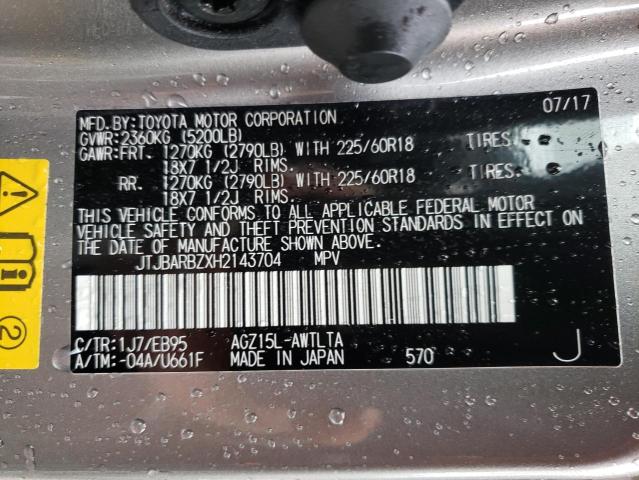 MFD.BY:TOYOTA MOTOR CORPORATION 07/17
GVWR:2360KG (5200LB)
GAWR:FRT. 1270KG (2790LB) WITH 225/60R18 TIRES
18X7 1/2J RIMS.
RR. 1270KG (2790LB) WITH 225/60R18 TIRES
18X7 1/2J RIMS.
THIS VEHICLE CONFORMS TO ALL APPLICABLE FEDERAL MOTOR
VEHICLE SAFETY AND THEFT PREVENTION STANDARDS IN EFFECT ON
THE DATE OF MANUFACTURE SHOWN ABOVE.
JTJBARBZXH2143704 MPV
C/TR:1J7/EB95 AGZ15L-AWTLTA
A/TM:-04A/U661F MADE IN JAPAN 570 J
2